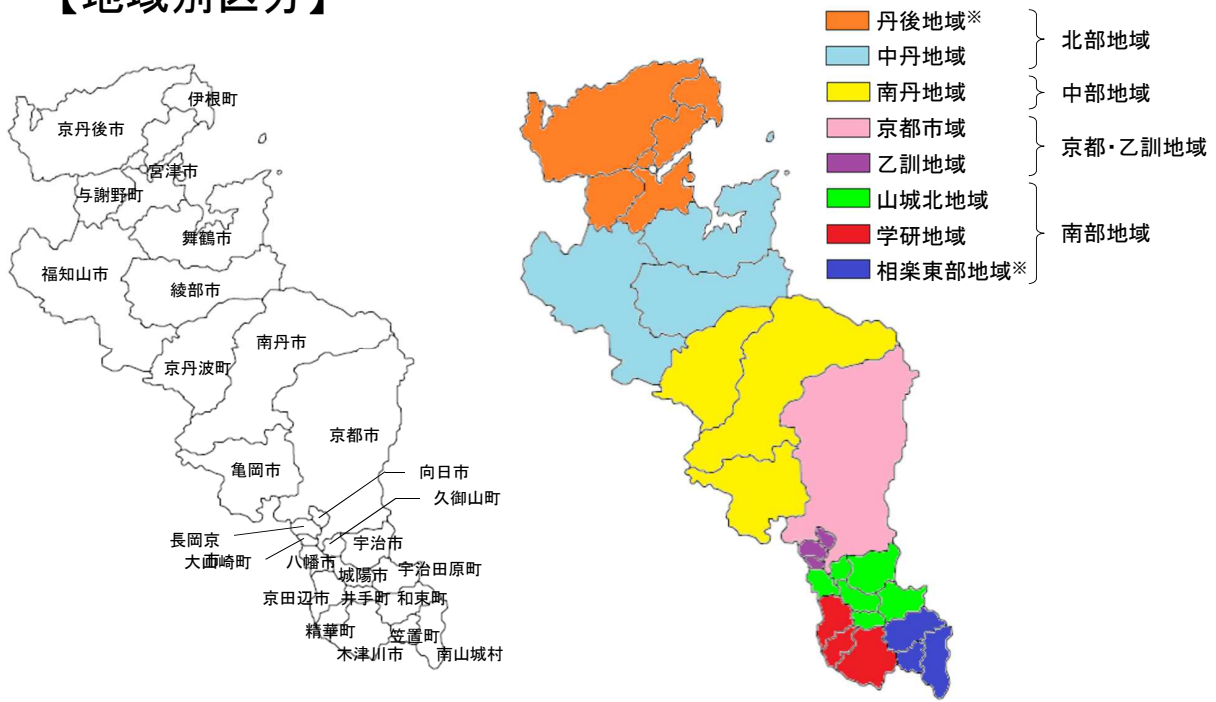 【地域別区分】
丹後地域※
中丹地域
北部地域
南丹地域
中部地域
京都市域
乙訓地域
京都・乙訓地域
山城北地域
学研地域
相楽東部地域※
南部地域
伊根町
京丹後市
宮津市
与謝野町
舞鶴市
福知山市
綾部市
南丹市
京丹波町
京都市
亀岡市
向日市
久御山町
長岡京
市
大山崎町
宇治市
八幡市
城陽市
宇治田原町
京田辺市
井手町
和束町
精華町
笠置町
木津川市
南山城村